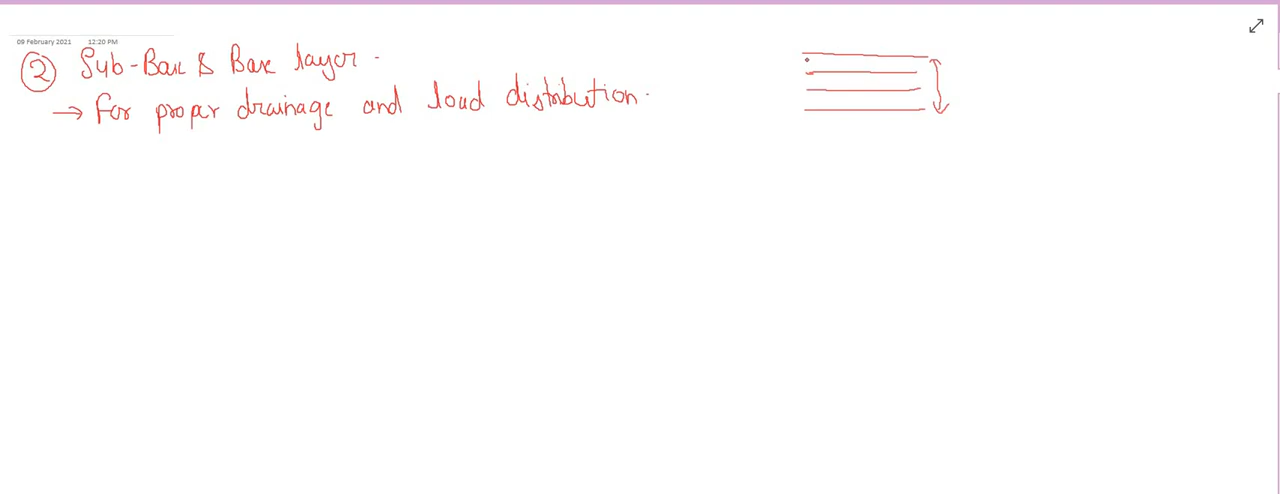 09 February 2021 12:20 PM
② Sub-Base & Base layer.
→ for proper drainage and load distribution.